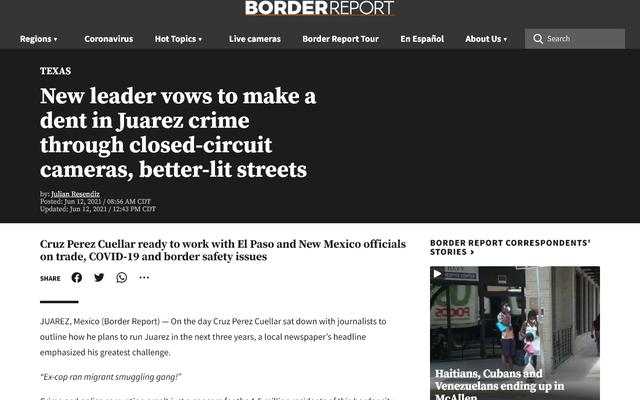 BORDERREPORT
Regions ▾ Coronavirus Hot Topics ▾ Live cameras Border Report Tour En Español About Us ▾ Search
TEXAS
New leader vows to make a
dent in Juarez crime
through closed-circuit
cameras, better-lit streets
by: Julian Resendiz
Posted: Jun 12, 2021 / 08:56 AM CDT
Updated: Jun 12, 2021 / 12:43 PM CDT
Cruz Perez Cuellar ready to work with El Paso and New Mexico officials
on trade, COVID-19 and border safety issues
SHARE
JUAREZ, Mexico (Border Report) — On the day Cruz Perez Cuellar sat down with journalists to
outline how he plans to run Juarez in the next three years, a local newspaper's headline
emphasized his greatest challenge.
“Ex-cop ran migrant smuggling gang!”
BORDER REPORT CORRESPONDENTS'
STORIES ›
Haitians, Cubans and
Venezuelans ending up in
McAllen